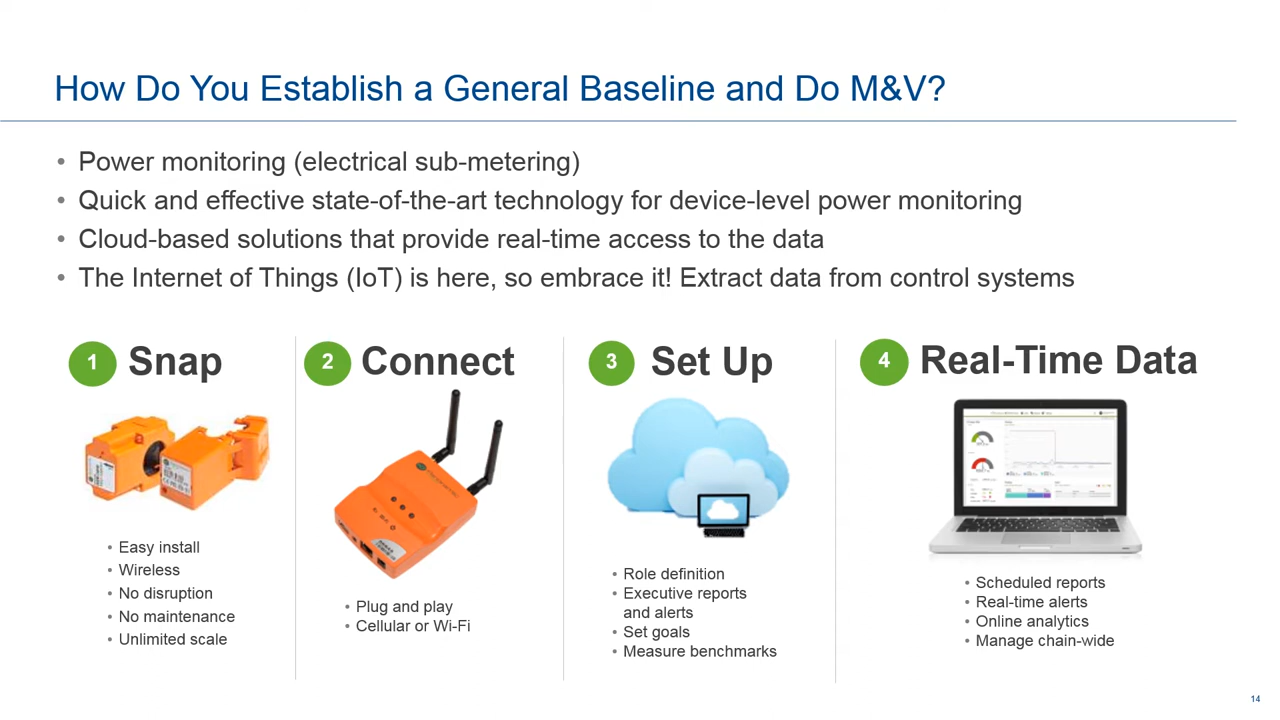 How Do You Establish a General Baseline and Do M&V?
• Power monitoring (electrical sub-metering)
• Quick and effective state-of-the-art technology for device-level power monitoring
• Cloud-based solutions that provide real-time access to the data
• The Internet of Things (IoT) is here, so embrace it! Extract data from control systems
1 Snap
• Easy install
• Wireless
• No disruption
• No maintenance
• Unlimited scale
2 Connect
• Plug and play
• Cellular or Wi-Fi
3 Set Up
• Role definition
• Executive reports
and alerts
• Set goals
• Measure benchmarks
4 Real-Time Data
• Scheduled reports
• Real-time alerts
• Online analytics
• Manage chain-wide
14